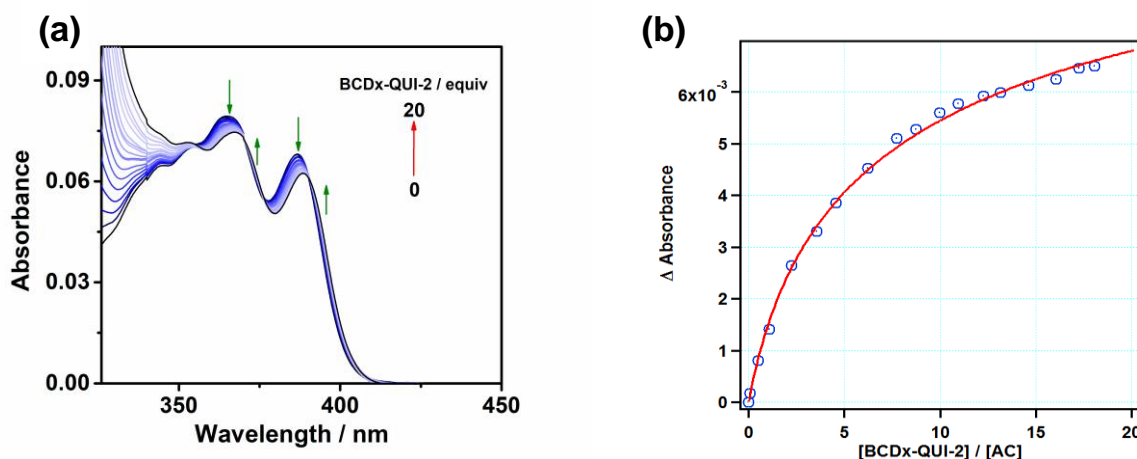 (a)
0.09
0.06
0.03
0.00
Absorbance
BCDx-QUI-2 / equiv
20
0
350
400
450
Wavelength / nm
(b)
6x10⁻³
5
4
3
2
1
0
Δ Absorbance
0
5
10
15
20
[BCDx-QUI-2] / [AC]